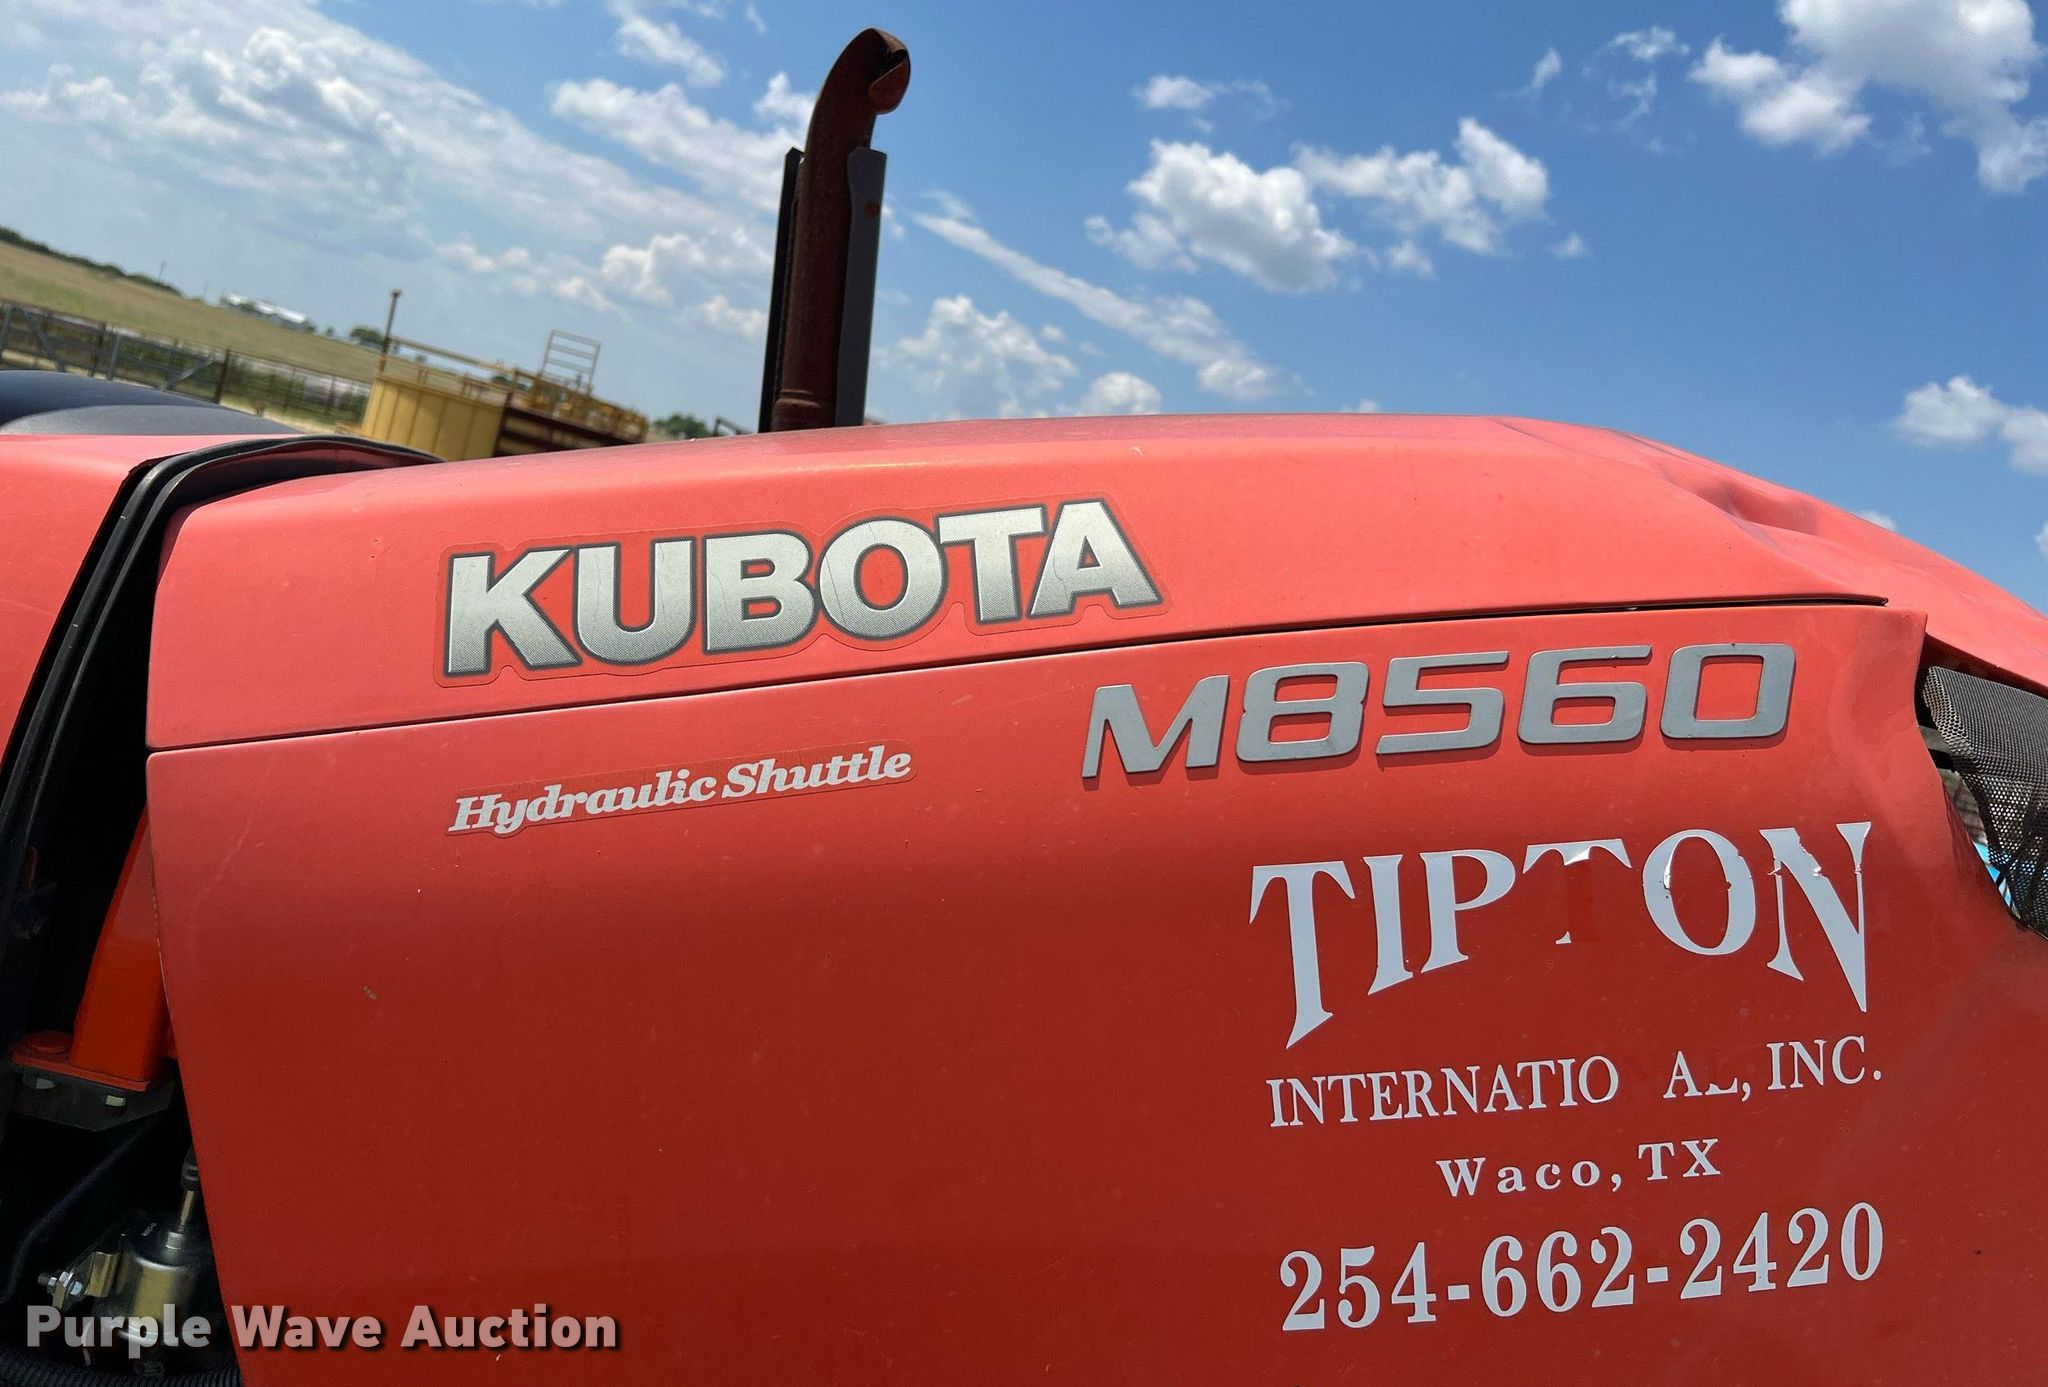 KUBOTA
M8560
Hydraulic Shuttle
TIPTON
INTERNATIO AL, INC.
Waco, TX
254-662-2420
Purple Wave Auction